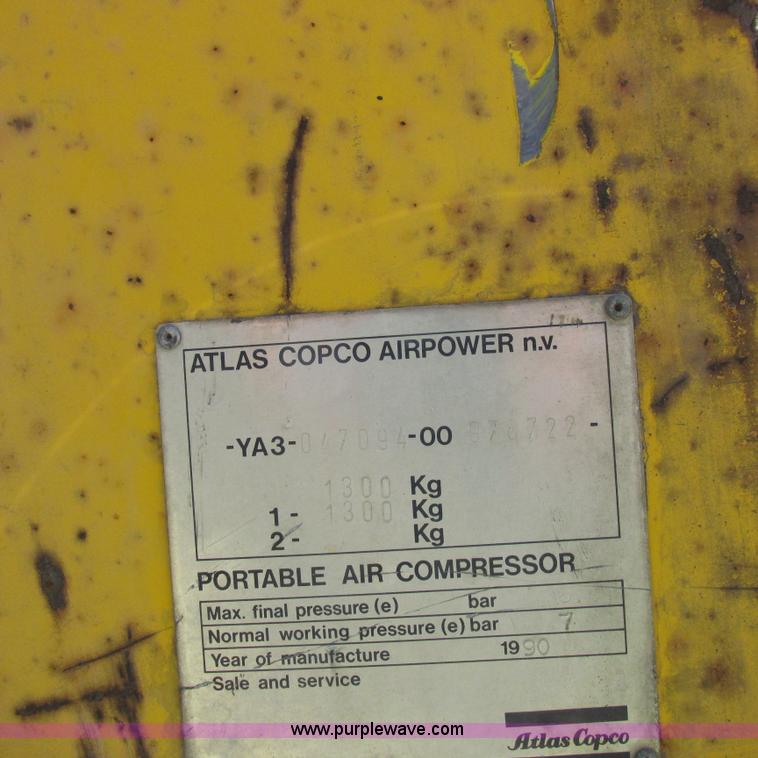 ATLAS COPCO AIRPOWER n.v.
-YA3-047094-00 -
1300 Kg
1- 1300 Kg
2- Kg
PORTABLE AIR COMPRESSOR
Max. final pressure (e) bar
Normal working pressure (e) bar 7
Year of manufacture 1990
Sale and service
www.purplewave.com
Atlas Copco